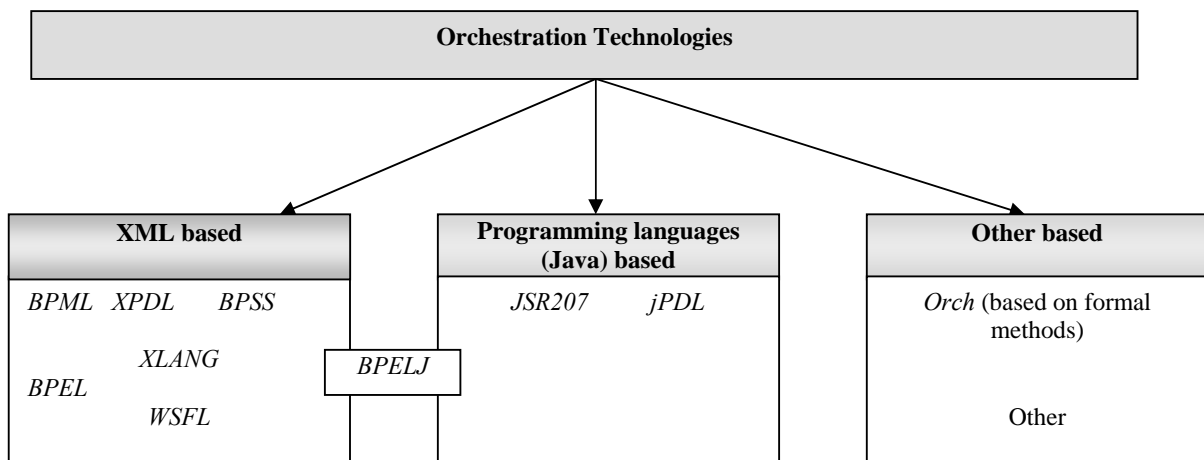 Orchestration Technologies
XML based
BPML XPDL BPSS
XLANG
BPEL
WSFL
BPELJ
Programming languages
(Java) based
JSR207 jPDL
Other based
Orch (based on formal
methods)
Other